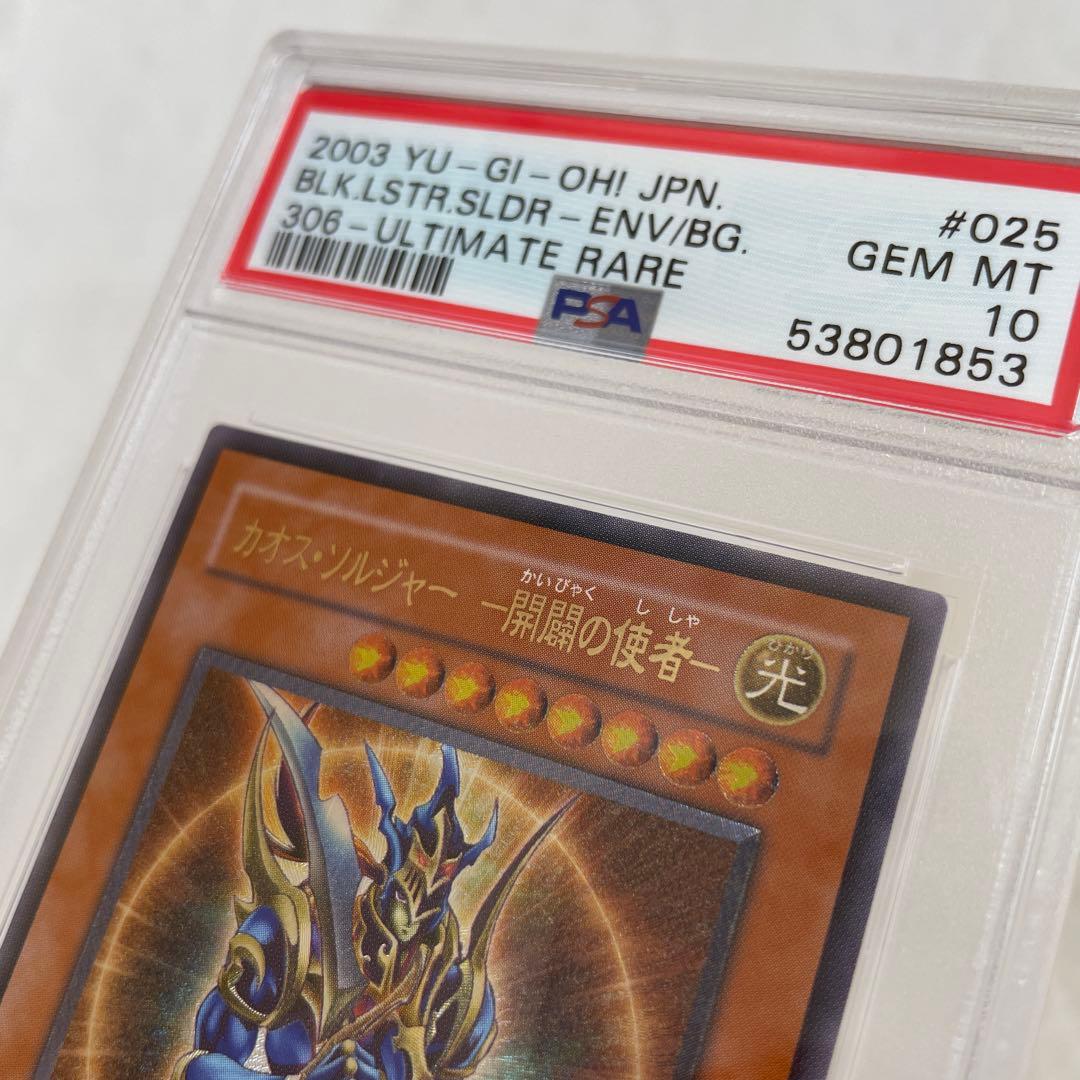 2003 YU-GI-OH! JPN.
BLK.LSTR.SLDR-ENV/BG.
306-ULTIMATE RARE
#025
GEM MT
10
53801853
PSA
カオス・ソルジャー -開闢の使者-
かいびゃく ししゃ
ひかり
光